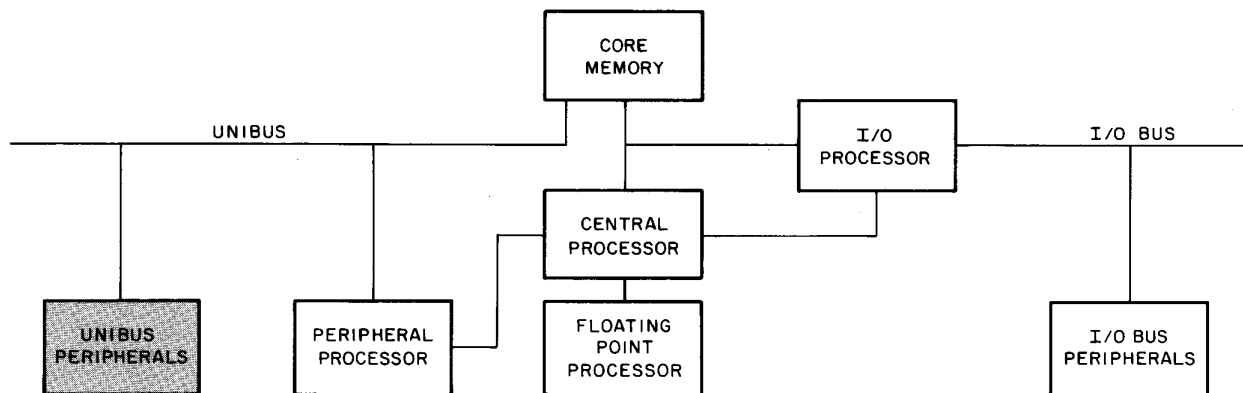 CORE
MEMORY
UNIBUS
I/O
PROCESSOR
I/O BUS
CENTRAL
PROCESSOR
UNIBUS
PERIPHERALS
PERIPHERAL
PROCESSOR
FLOATING
POINT
PROCESSOR
I/O BUS
PERIPHERALS